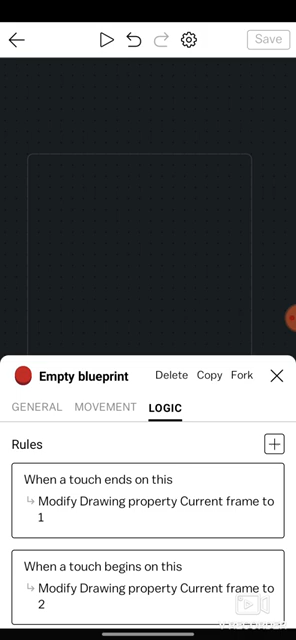 Save
Empty blueprint Delete Copy Fork
GENERAL MOVEMENT LOGIC
Rules
When a touch ends on this
Modify Drawing property Current frame to
1
When a touch begins on this
Modify Drawing property Current frame to
2